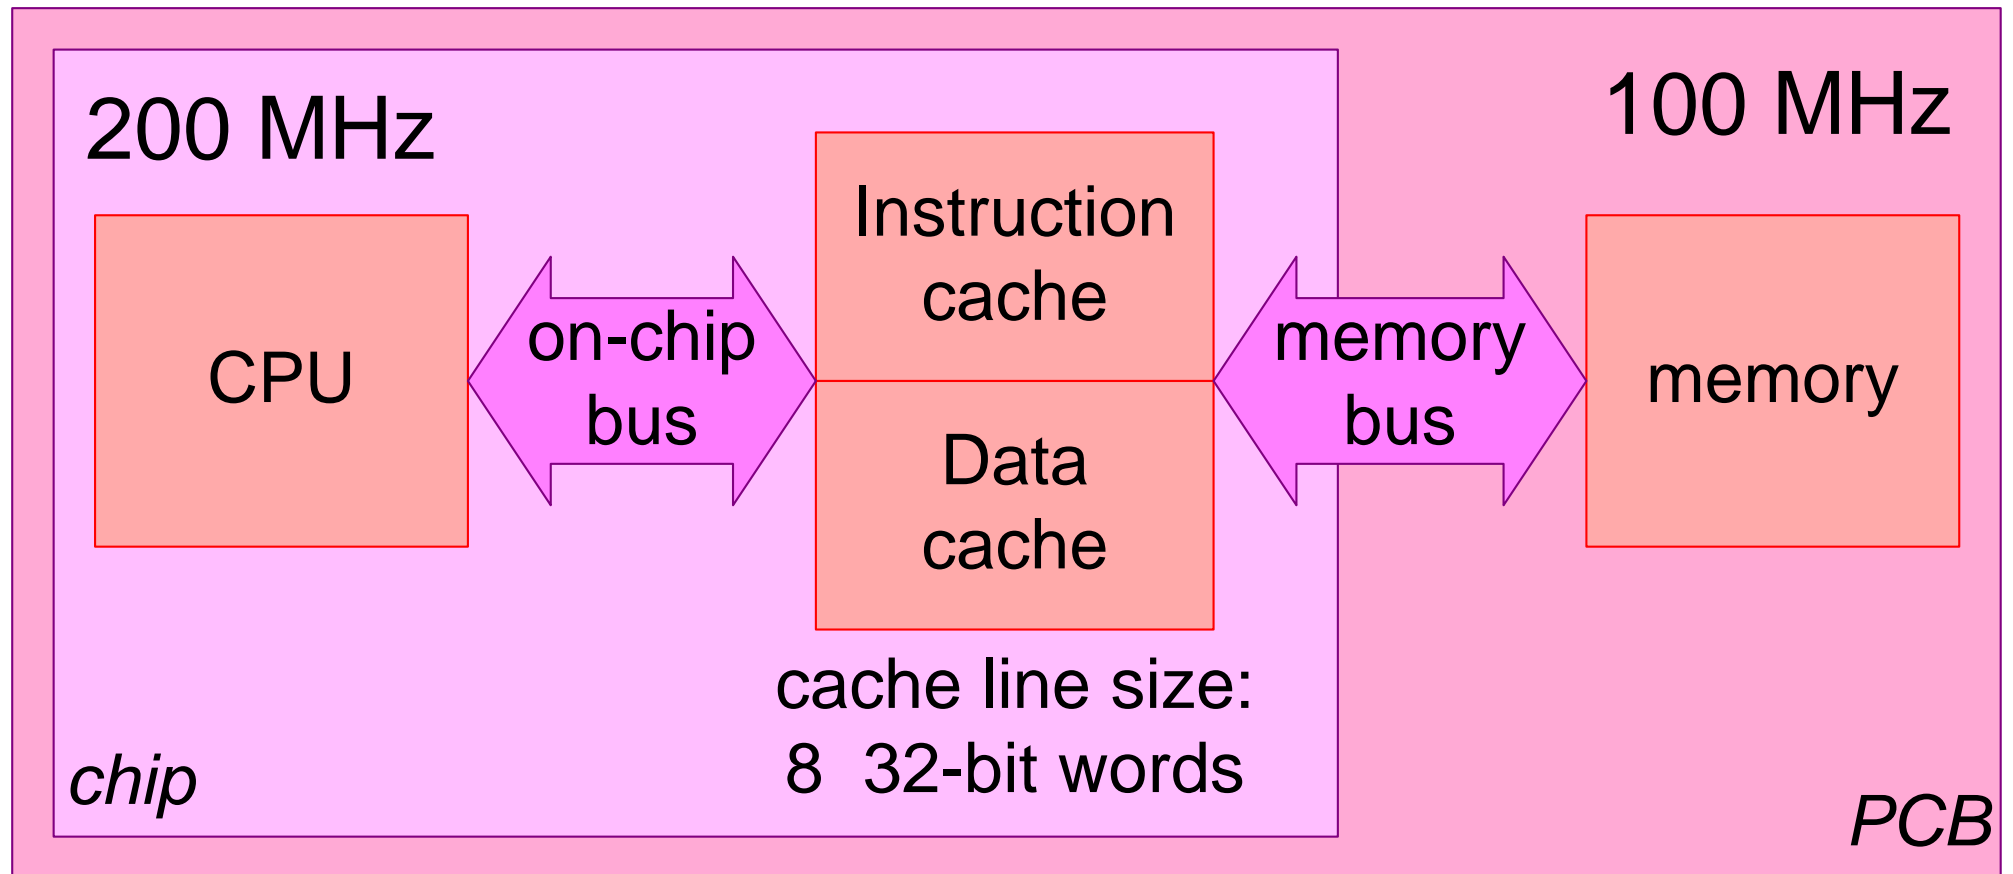 200 MHz
100 MHz
CPU
on-chip
bus
Instruction
cache
Data
cache
memory
bus
memory
cache line size:
8 32-bit words
chip
PCB